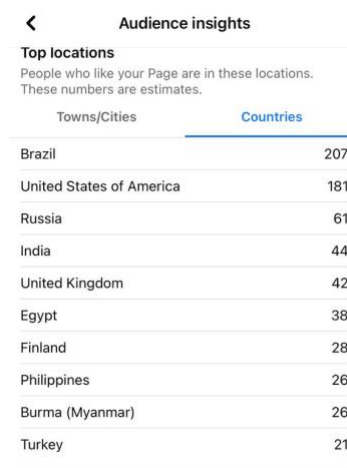 Audience insights
Top locations
People who like your Page are in these locations.
These numbers are estimates.
Towns/Cities Countries
Brazil 207
United States of America 181
Russia 61
India 44
United Kingdom 42
Egypt 38
Finland 28
Philippines 26
Burma (Myanmar) 26
Turkey 21